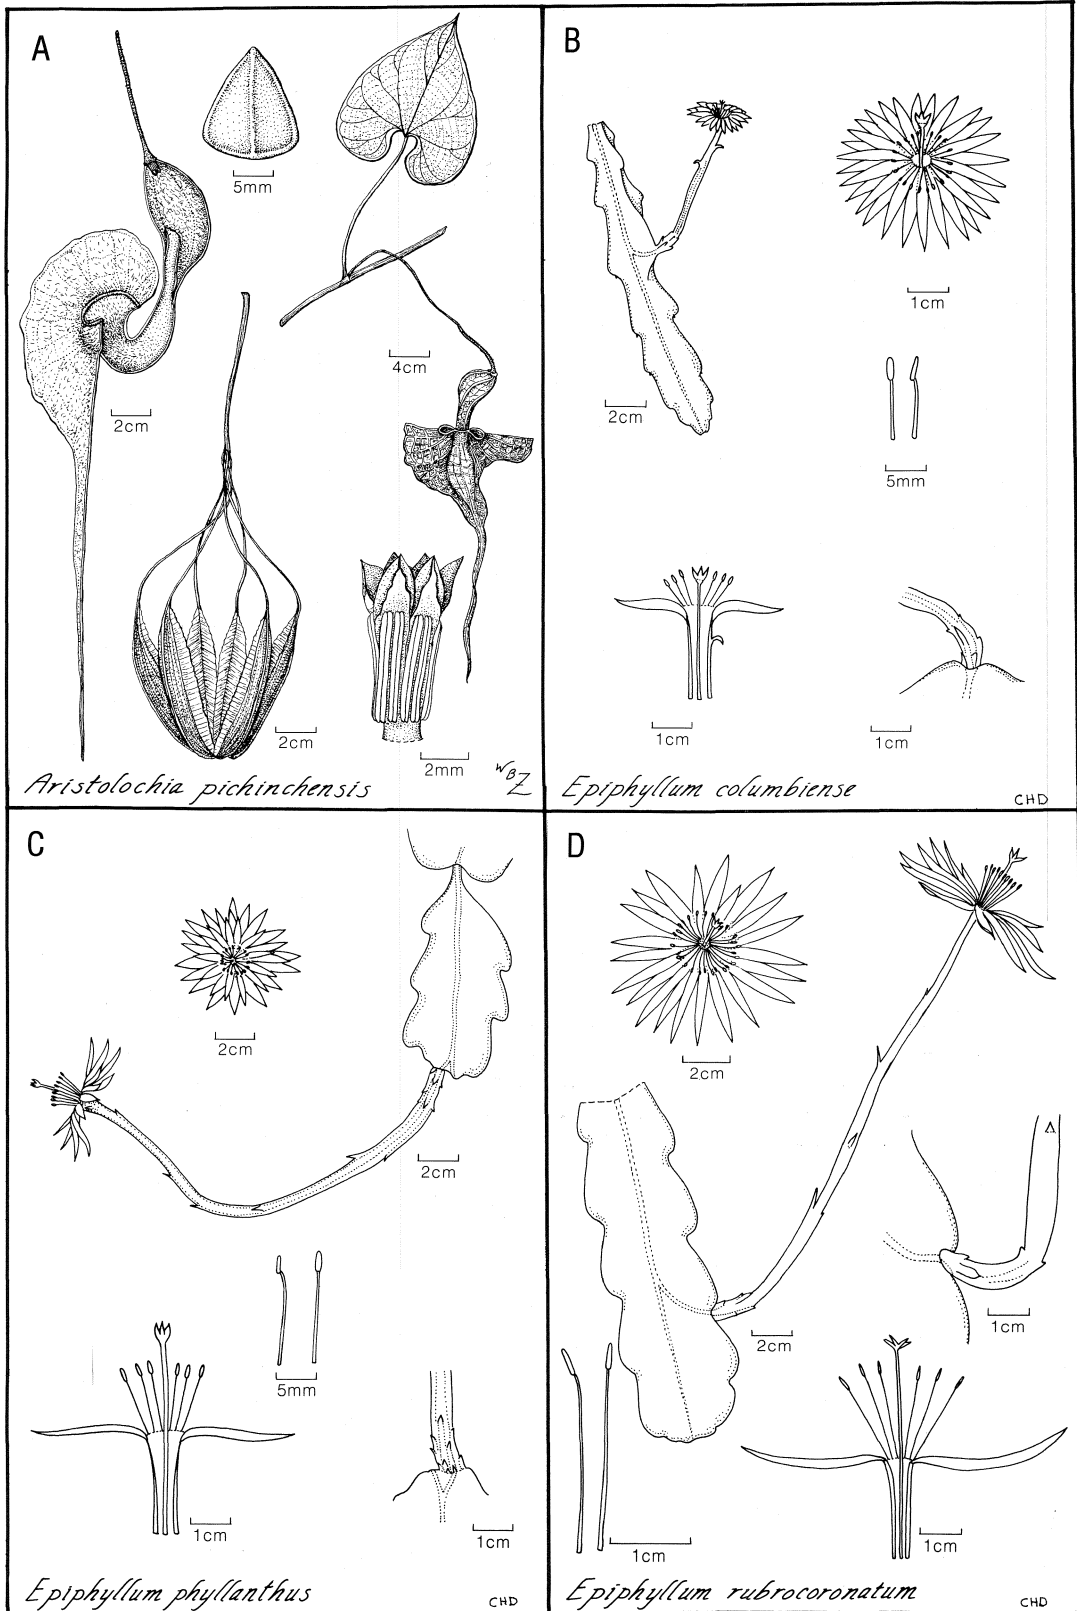 A
5mm
4cm
2cm
2cm
2mm
Aristolochia pichinchensis
WBZ
B
1cm
2cm
5mm
1cm
1cm
Epiphyllum columbiense
CHD
C
2cm
2cm
5mm
1cm
1cm
Epiphyllum phyllanthus
CHD
D
2cm
2cm
1cm
1cm
1cm
Epiphyllum rubrocoronatum
CHD